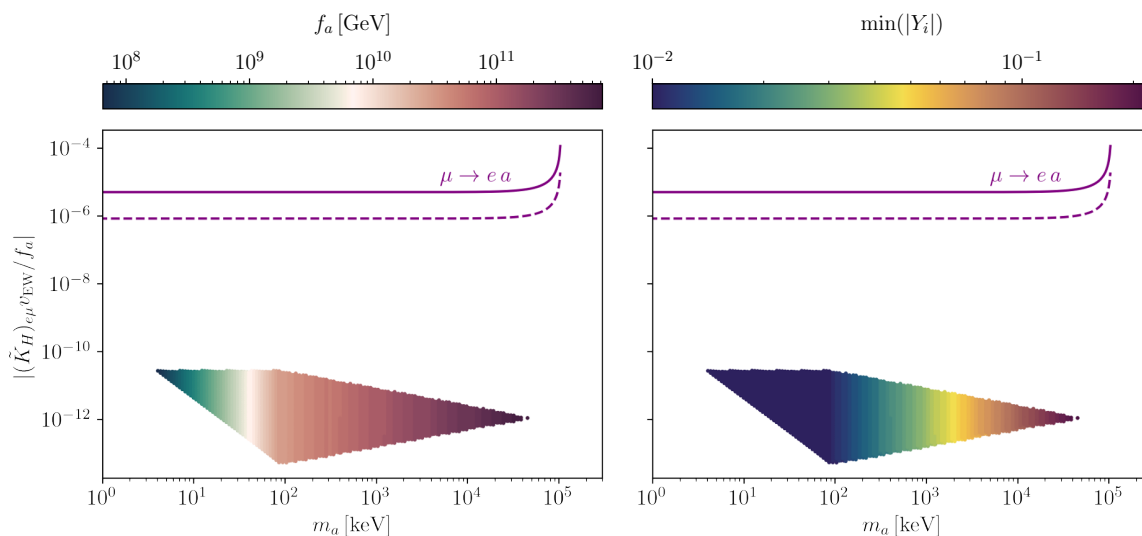 f_a [GeV]
10^8 10^9 10^10 10^11
min(|Y_i|)
10^-2 10^-1
|(K̃_H)_{eμ} v_EW / f_a|
10^-4
10^-6
10^-8
10^-10
10^-12
μ → e a
10^0 10^1 10^2 10^3 10^4 10^5
m_a [keV]
μ → e a
10^0 10^1 10^2 10^3 10^4 10^5
m_a [keV]